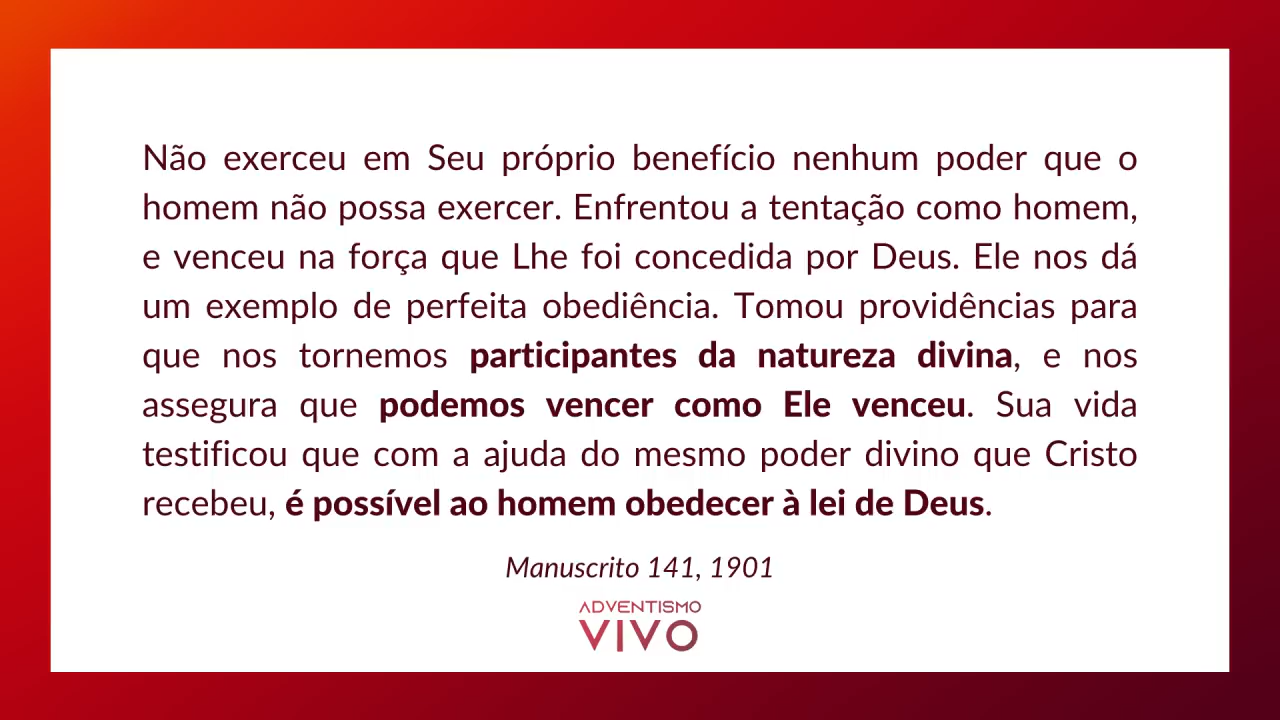 Não exerceu em Seu próprio benefício nenhum poder que o
homem não possa exercer. Enfrentou a tentação como homem,
e venceu na força que Lhe foi concedida por Deus. Ele nos dá
um exemplo de perfeita obediência. Tomou providências para
que nos tornemos participantes da natureza divina, e nos
assegura que podemos vencer como Ele venceu. Sua vida
testificou que com a ajuda do mesmo poder divino que Cristo
recebeu, é possível ao homem obedecer à lei de Deus.
Manuscrito 141, 1901
ADVENTISMO
VIVO